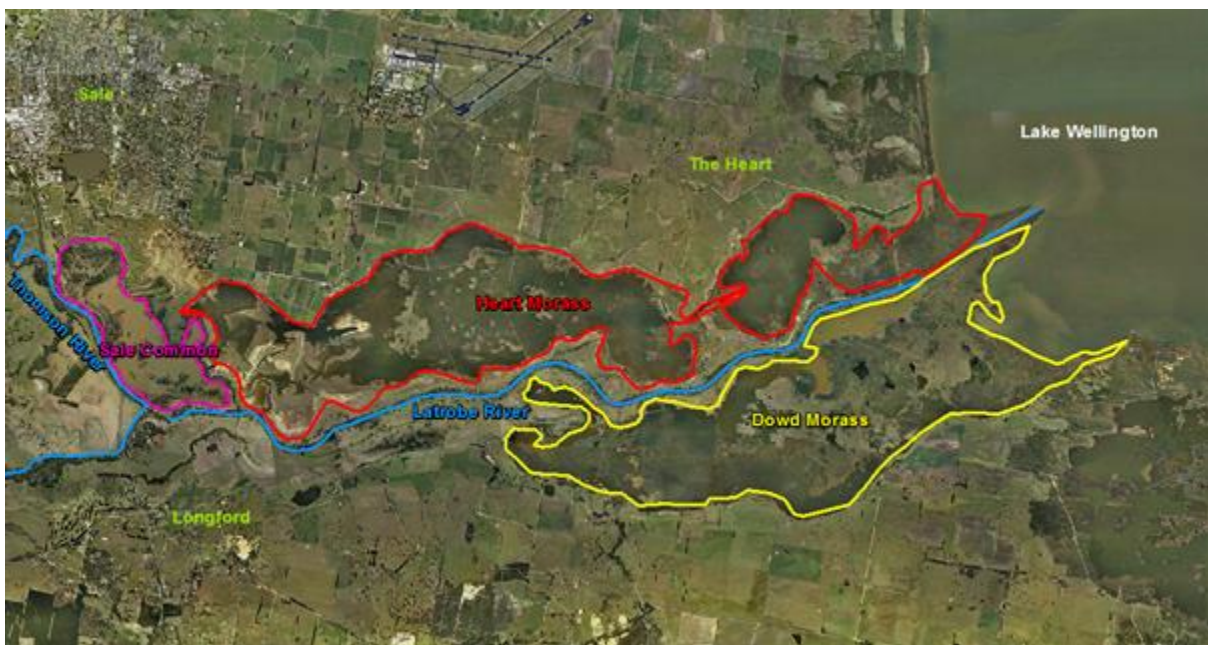 Sale
Lake Wellington
The Heart
Thomson River
Heart Morass
Sale Common
Latrobe River
Dowd Morass
Longford